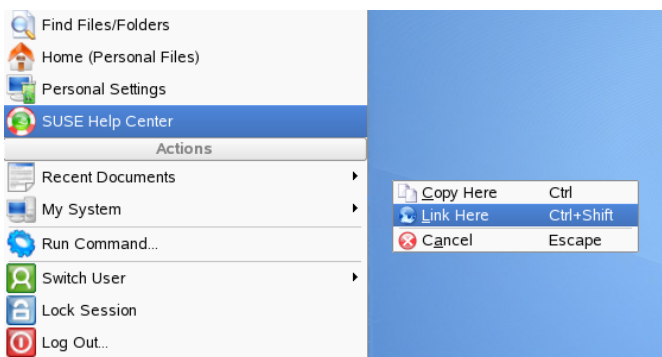 Find Files/Folders
Home (Personal Files)
Personal Settings
SUSE Help Center
Actions
Recent Documents
My System
Run Command...
Switch User
Lock Session
Log Out...
Copy Here Ctrl
Link Here Ctrl+Shift
Cancel Escape